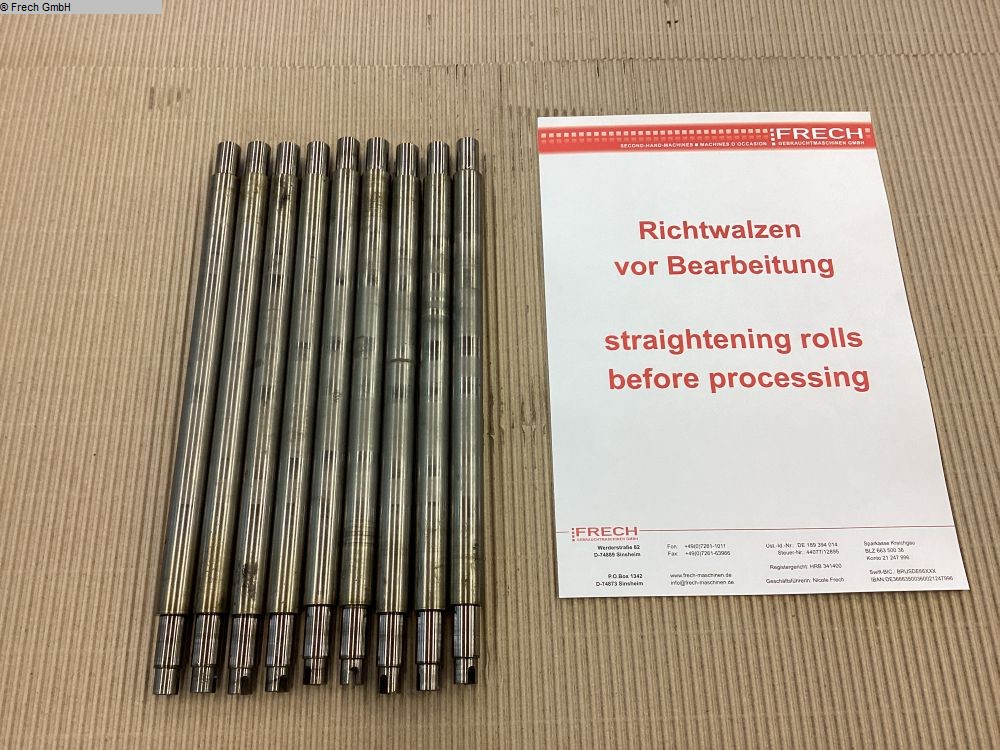 ® Frech GmbH
FRECH
GEBRAUCHTMASCHINEN GMBH
SECOND-HAND-MACHINES ■ MACHINES D'OCCASION
Richtwalzen
vor Bearbeitung
straightening rolls
before processing
FRECH
GEBRAUCHTMASCHINEN GMBH
Werderstraße 62
D-74889 Sinsheim
P.O.Box 1342
D-74873 Sinsheim
Fon: +49(0)7261-1011
Fax: +49(0)7261-63966
www.frech-maschinen.de
info@frech-maschinen.de
Ust.-Id.-Nr.: DE 189 394 014
Steuer-Nr.: 44077/12855
Registergericht: HRB 341400
Geschäftsführerin: Nicole Frech
Sparkasse Kraichgau
BLZ 663 500 36
Konto 21 247 996
Swift-BIC.: BRUSDE66XXX